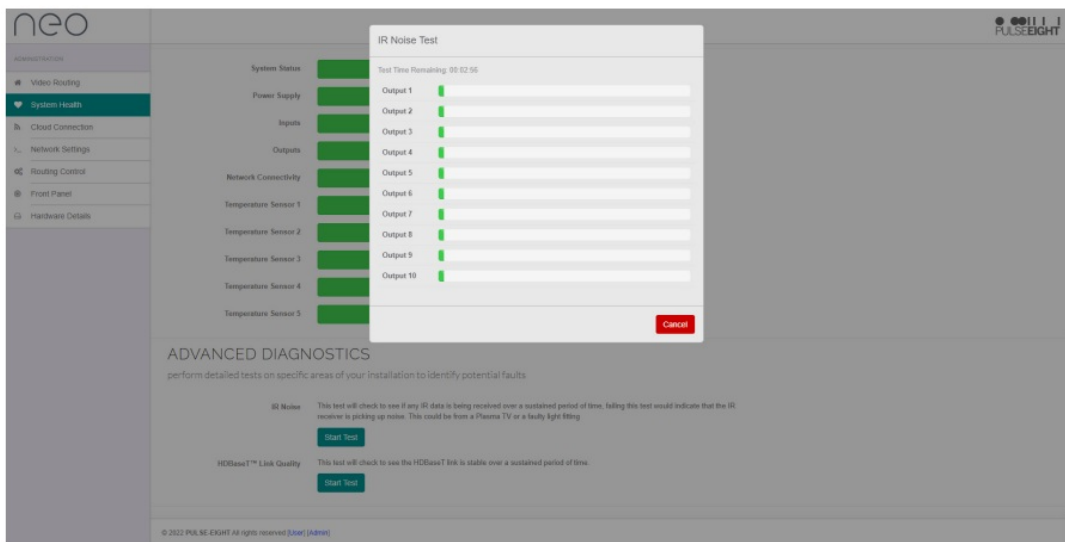 neo
PULSEEIGHT
ADMINISTRATION
Video Routing
System Health
Cloud Connection
Network Settings
Routing Control
Front Panel
Hardware Details
System Status
Power Supply
Inputs
Outputs
Network Connectivity
Temperature Sensor 1
Temperature Sensor 2
Temperature Sensor 3
Temperature Sensor 4
Temperature Sensor 5
IR Noise Test
Test Time Remaining: 00:02:56
Output 1
Output 2
Output 3
Output 4
Output 5
Output 6
Output 7
Output 8
Output 9
Output 10
Cancel
ADVANCED DIAGNOSTICS
perform detailed tests on specific areas of your installation to identify potential faults
IR Noise
This test will check to see if any IR data is being received over a sustained period of time, failing this test would indicate that the IR
receiver is picking up noise. This could be from a Plasma TV or a faulty light fitting
Start Test
HDBaseT™ Link Quality
This test will check to see the HDBaseT link is stable over a sustained period of time.
Start Test
© 2022 PULSE-EIGHT All rights reserved [User] [Admin]